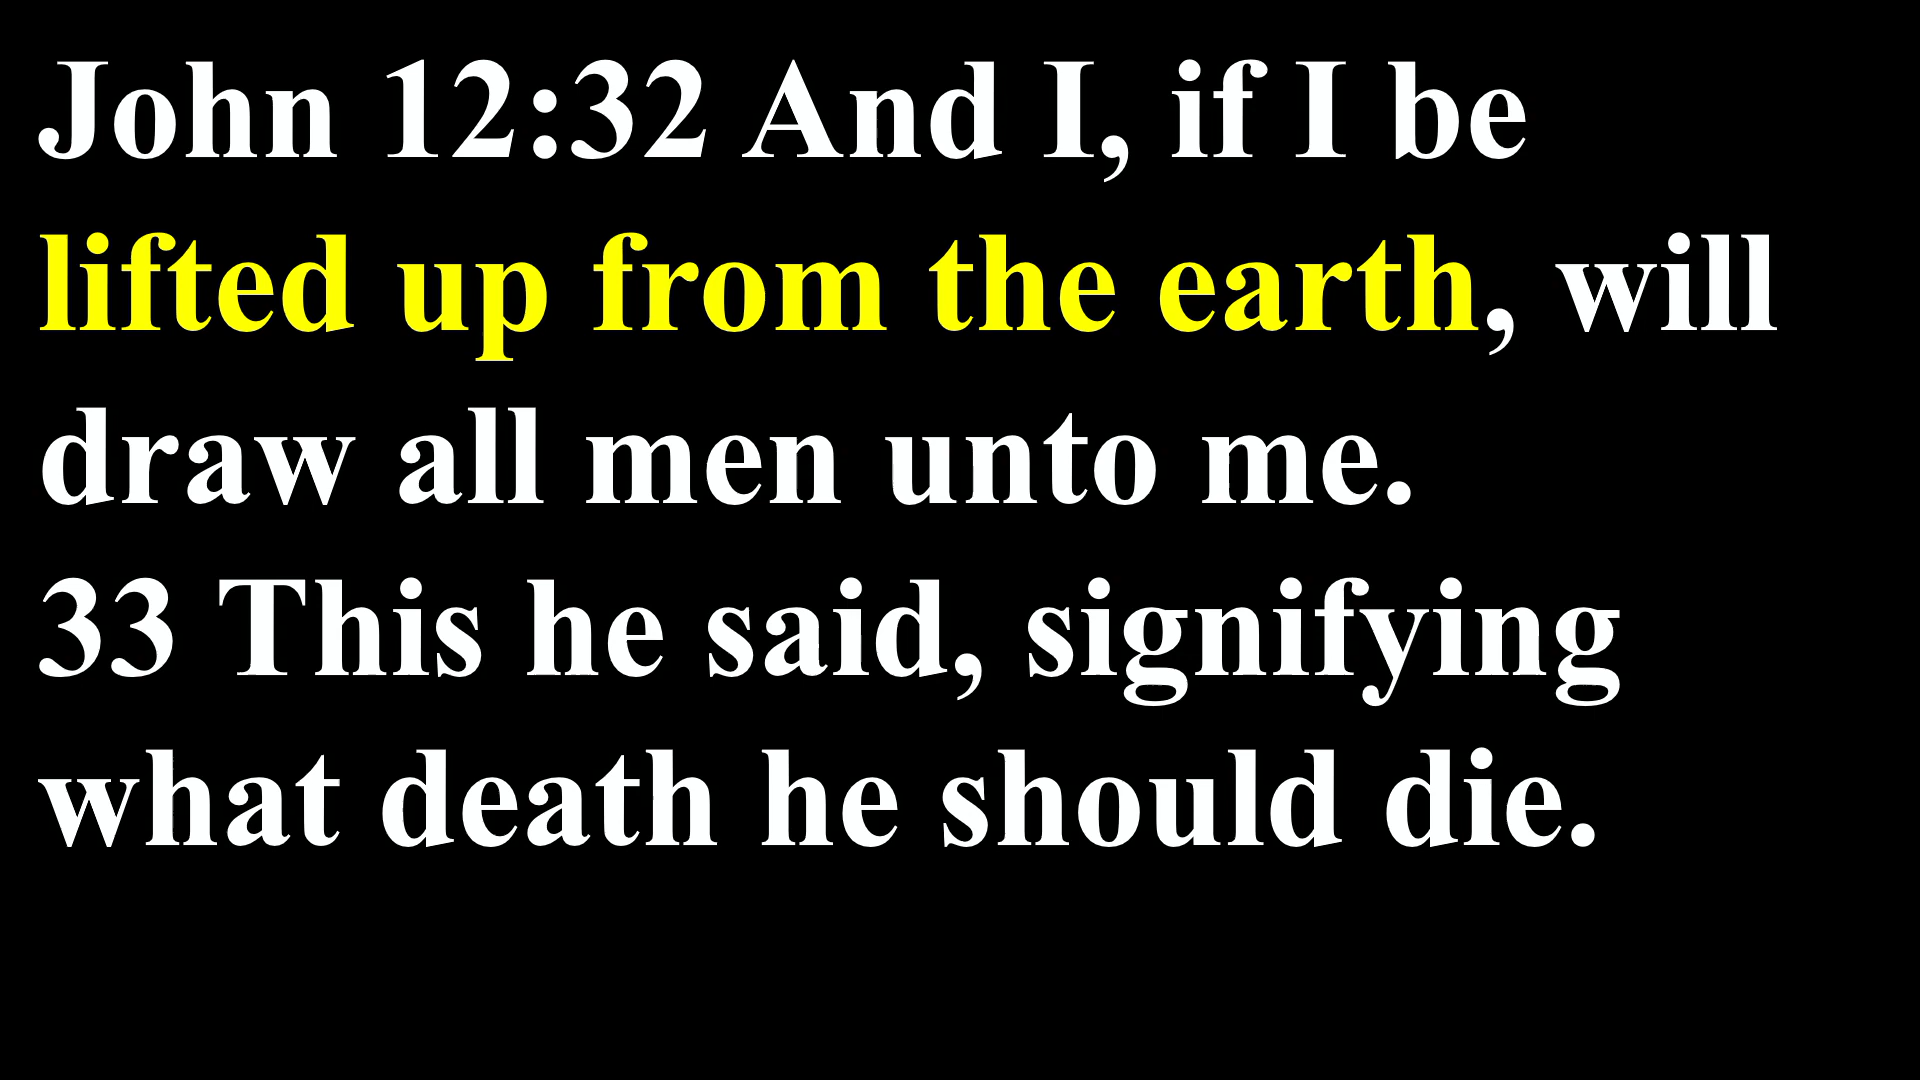 John 12:32 And I, if I be
lifted up from the earth, will
draw all men unto me.
33 This he said, signifying
what death he should die.